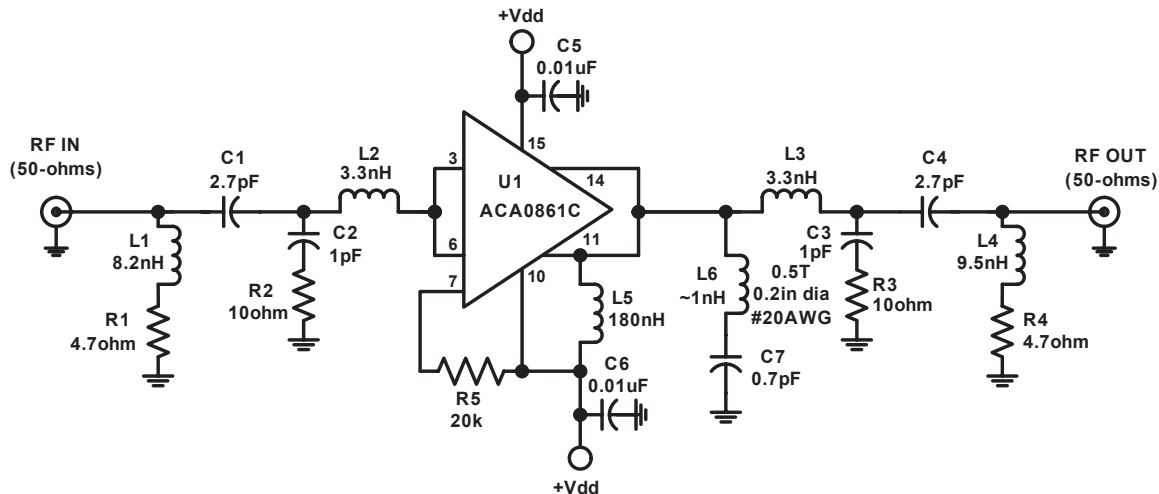 +Vdd
C5
0.01uF
RF IN
(50-ohms)
C1
2.7pF
L2
3.3nH
3
15
U1
ACA0861C
14
6
11
7
10
L3
3.3nH
C4
2.7pF
RF OUT
(50-ohms)
L1
8.2nH
C2
1pF
R2
10ohm
R1
4.7ohm
L5
180nH
L6
~1nH
0.5T
0.2in dia
#20AWG
C3
1pF
R3
10ohm
L4
9.5nH
R4
4.7ohm
R5
20k
C6
0.01uF
C7
0.7pF
+Vdd